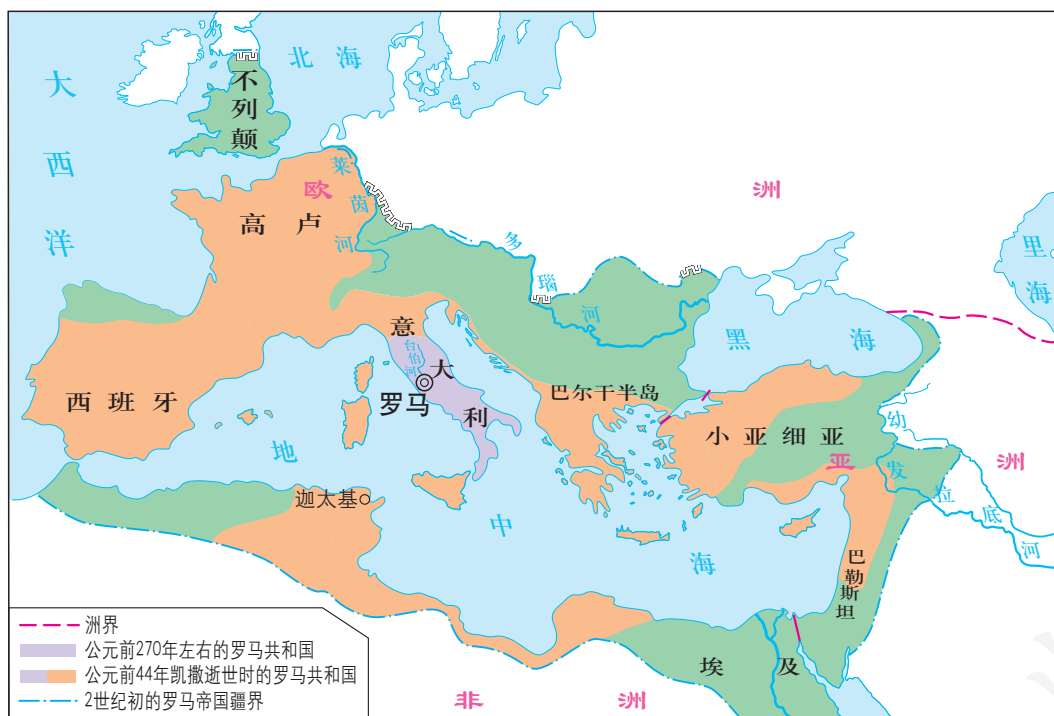 大西洋
北海
不列颠
欧洲
莱茵河
高卢
多瑙河
里海
黑海
意大利
台伯河
罗马
西班牙
巴尔干半岛
小亚细亚
亚洲
幼发拉底河
地中海
迦太基
巴勒斯坦
埃及
非洲
洲界
公元前270年左右的罗马共和国
公元前44年凯撒逝世时的罗马共和国
2世纪初的罗马帝国疆界